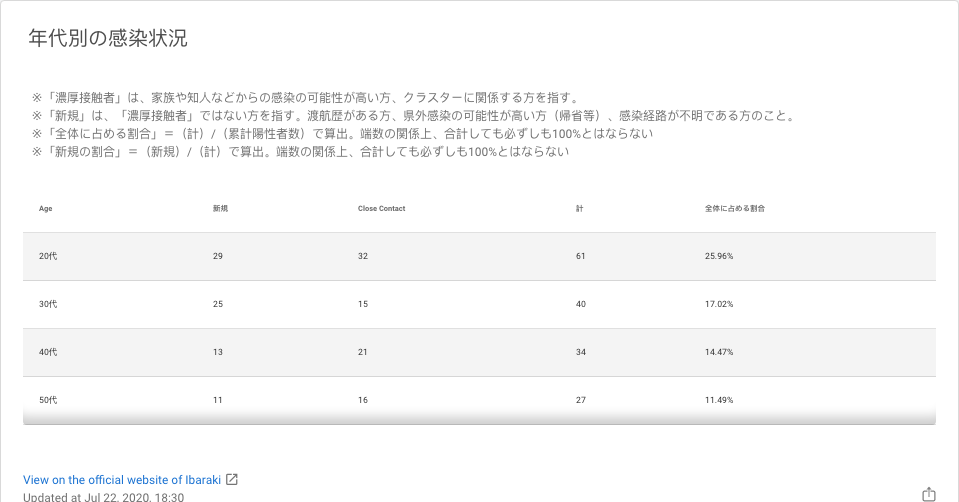 年代別の感染状況
※「濃厚接触者」は、家族や知人などからの感染の可能性が高い方、クラスターに関係する方を指す。
※「新規」は、「濃厚接触者」ではない方を指す。渡航歴がある方、県外感染の可能性が高い方（帰省等）、感染経路が不明である方のこと。
※「全体に占める割合」＝（計）/（累計陽性者数）で算出。端数の関係上、合計しても必ずしも100%とはならない
※「新規の割合」＝（新規）/（計）で算出。端数の関係上、合計しても必ずしも100%とはならない
Age 新規 Close Contact 計 全体に占める割合
20代 29 32 61 25.96%
30代 25 15 40 17.02%
40代 13 21 34 14.47%
50代 11 16 27 11.49%
View on the official website of Ibaraki
Updated at Jul 22, 2020, 18:30